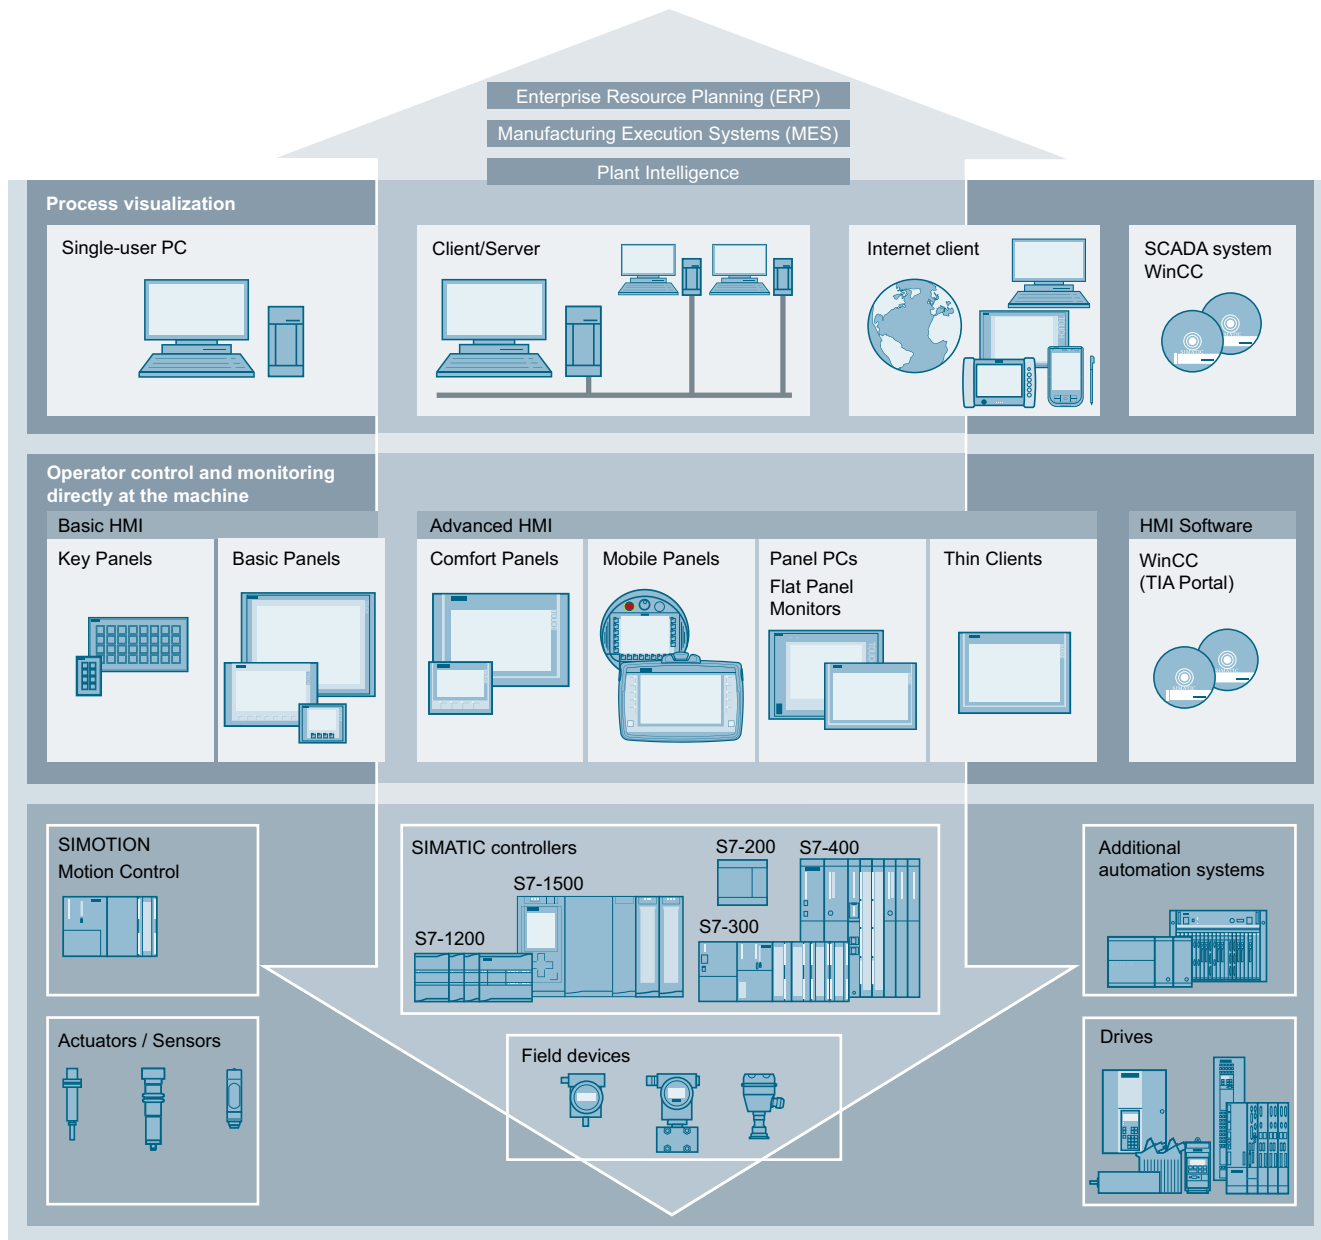 Enterprise Resource Planning (ERP)
Manufacturing Execution Systems (MES)
Plant Intelligence
Process visualization
Single-user PC
Client/Server
Internet client
SCADA system
WinCC
Operator control and monitoring
directly at the machine
Basic HMI
Advanced HMI
HMI Software
Key Panels
Basic Panels
Comfort Panels
Mobile Panels
Panel PCs
Flat Panel
Monitors
Thin Clients
WinCC
(TIA Portal)
SIMOTION
Motion Control
SIMATIC controllers
S7-200
S7-400
S7-1500
S7-300
S7-1200
Additional
automation systems
Actuators / Sensors
Field devices
Drives